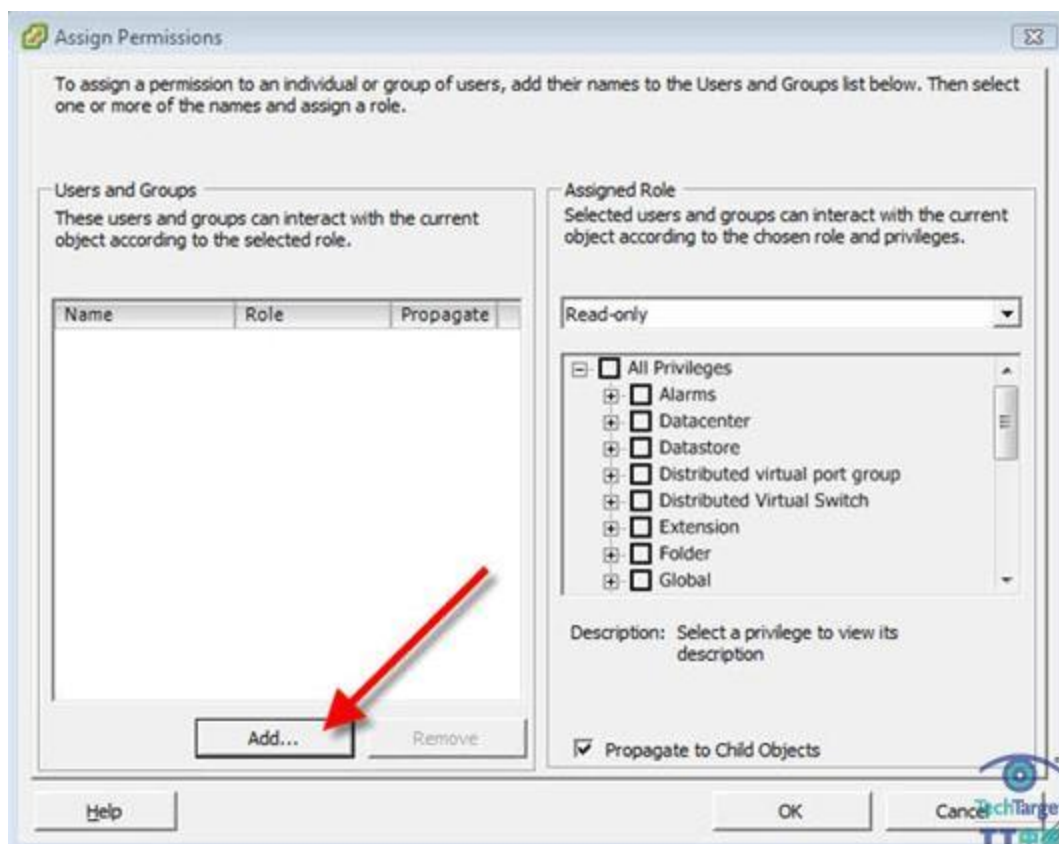 Assign Permissions
To assign a permission to an individual or group of users, add their names to the Users and Groups list below. Then select
one or more of the names and assign a role.
Users and Groups
These users and groups can interact with the current
object according to the selected role.
Name Role Propagate
Add...
Remove
Assigned Role
Selected users and groups can interact with the current
object according to the chosen role and privileges.
Read-only
All Privileges
Alarms
Datacenter
Datastore
Distributed virtual port group
Distributed Virtual Switch
Extension
Folder
Global
Description: Select a privilege to view its
description
Propagate to Child Objects
Help
OK
Cancel
TechTarge